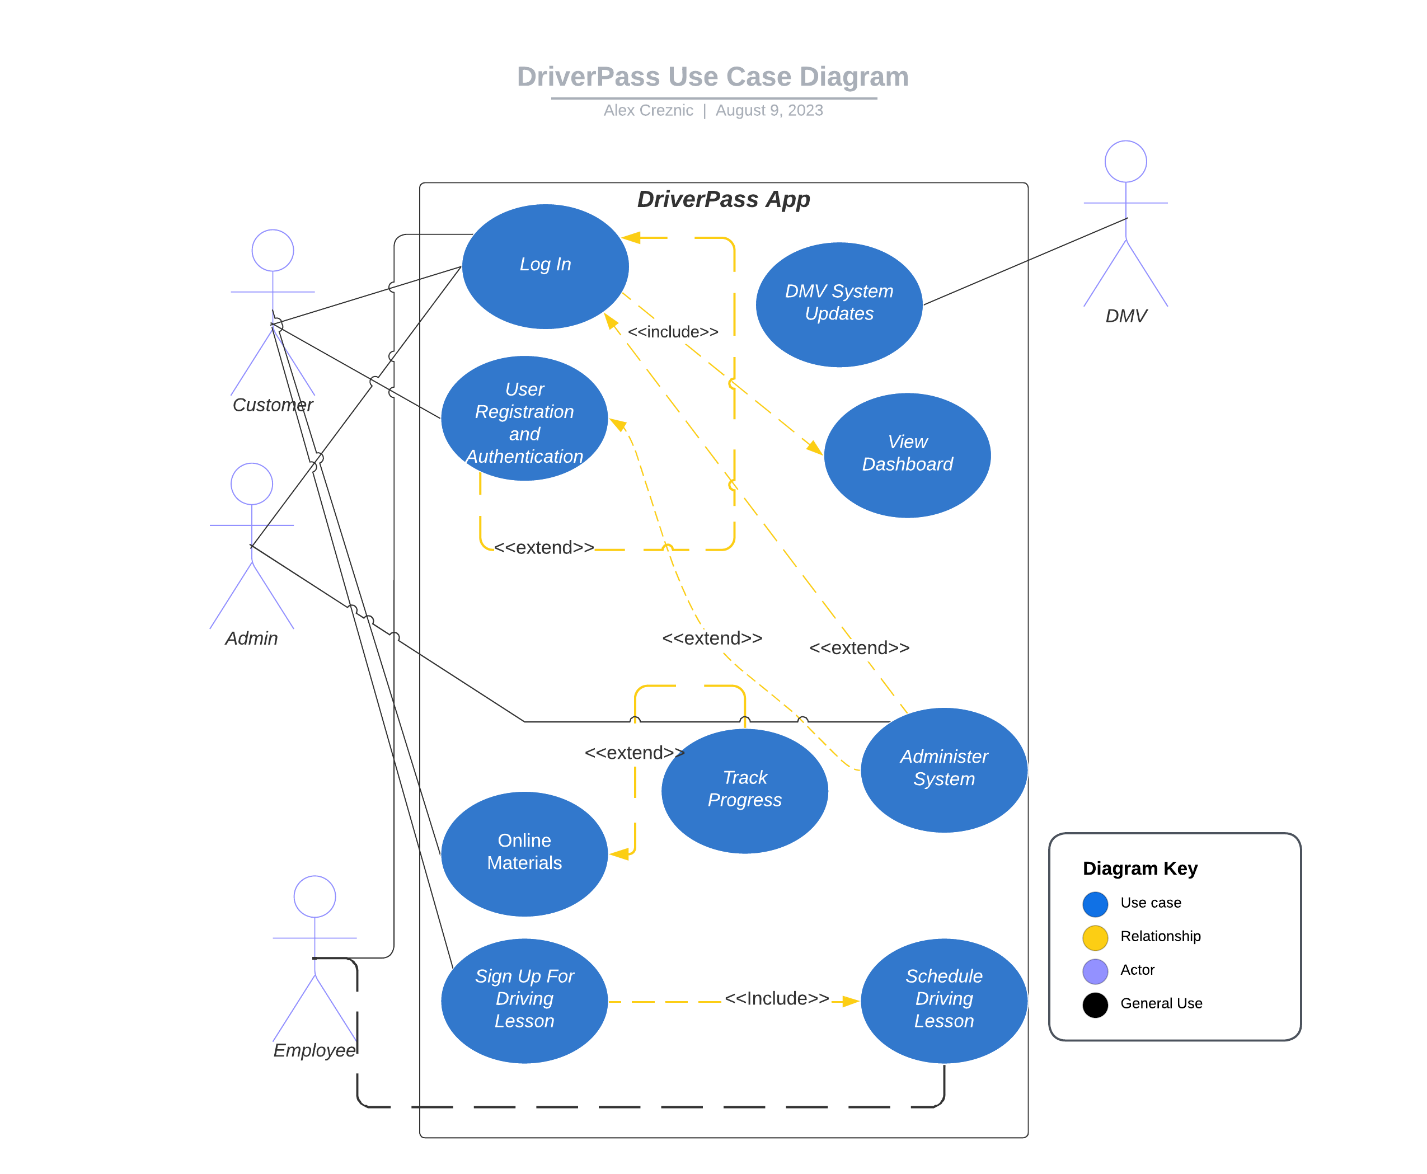 DriverPass Use Case Diagram
Alex Creznic | August 9, 2023
DriverPass App
Log In
DMV System
Updates
DMV
<<include>>
User
Registration
and
Authentication
Customer
View
Dashboard
<<extend>>
Admin
<<extend>>
<<extend>>
<<extend>>
Track
Progress
Administer
System
Online
Materials
Diagram Key
Use case
Relationship
Actor
General Use
Sign Up For
Driving
Lesson
<<Include>>
Schedule
Driving
Lesson
Employee